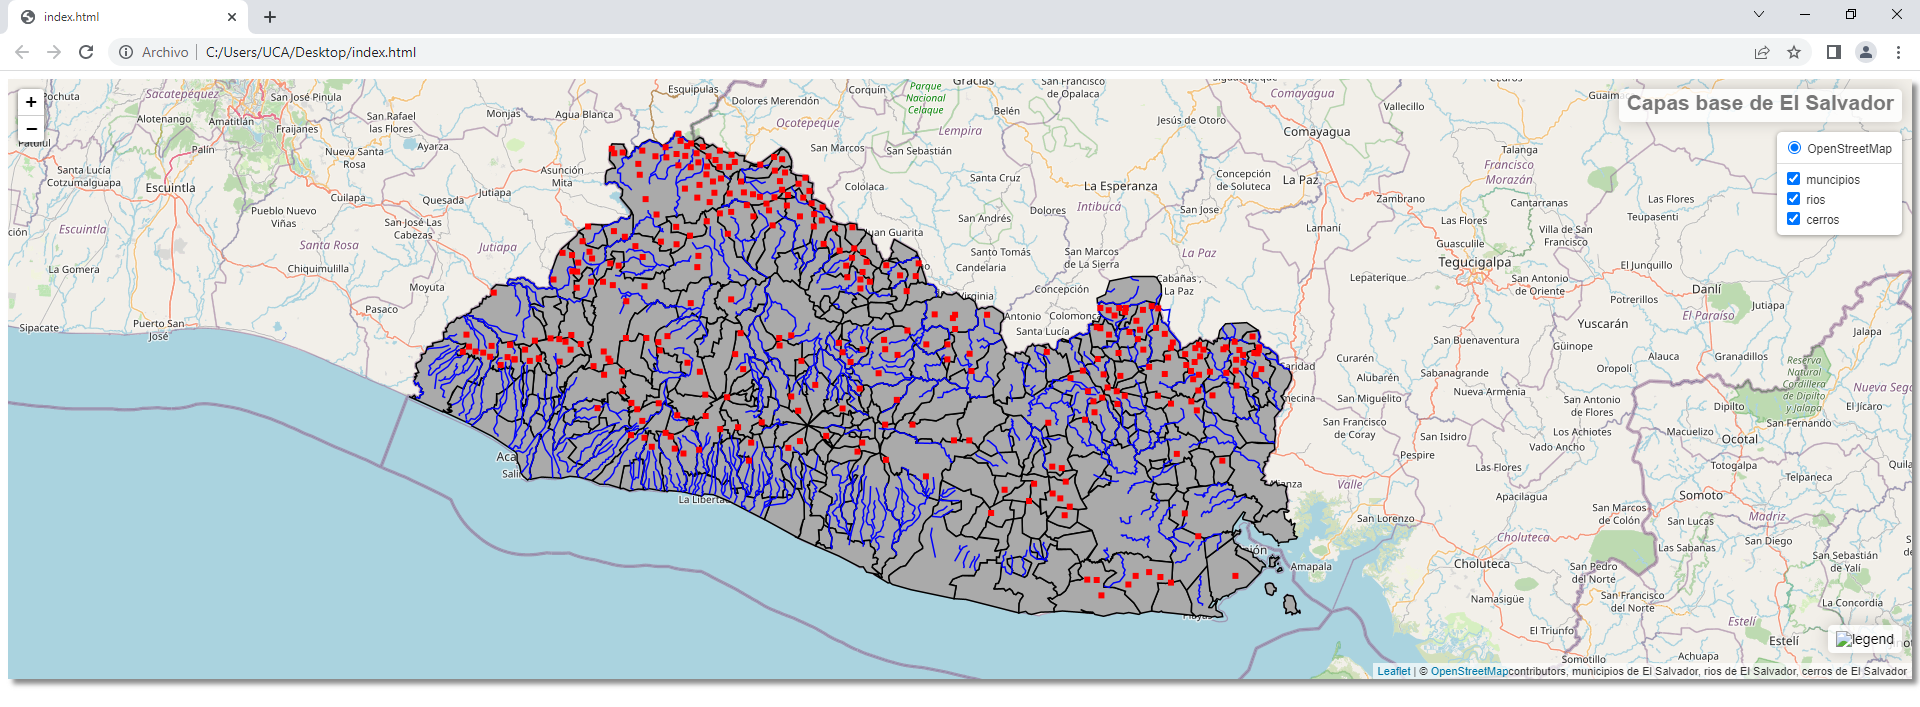 index.html
Archivo
C:/Users/UCA/Desktop/index.html
+
−
Capas base de El Salvador
OpenStreetMap
muncipios
rios
cerros
Pochuta
Sacatepéquez
San José Pinula
Alotenango
Amatitlán
Fraijanes
San Rafael
las Flores
Monjas
Agua Blanca
Esquipulas
Dolores Merendón
Corquín
Parque
Nacional
Celaque
Gracias
San Francisco
de Opalaca
Belén
Comayagua
Vallecillo
Palín
Nueva Santa
Rosa
Ayarza
Ocotepeque
Lempira
San Marcos
San Sebastián
Jesús de Otoro
Comayagua
Talanga
Francisco
Morazán
Santa Lucía
Cotzumalguapa
Escuintla
Cuilapa
Quesada
Jutiapa
Asunción
Mita
Cololaca
Santa Cruz
La Esperanza
Intibucá
Concepción
de Soluteca
La Paz
Zambrano
Cantarranas
Las Flores
Pueblo Nuevo
Viñas
San José Las
Cabezas
Escuintla
Santa Rosa
Jutiapa
San Andrés
Dolores
San Jose
Lamaní
Las Flores
Villa de San
Francisco
Teupasenti
Guasculile
La Gomera
Chiquimulilla
Moyuta
Santo Tomás
Candelaria
San Marcos
de La Sierra
La Paz
Tegucigalpa
El Junquillo
Lepaterique
San Antonio
de Oriente
Danlí
Potrerillos
Jutiapa
El Paraíso
Cabañas ,
La Paz
Concepción
Colomonca
Antonio
Santa Lucía
Pasaco
Sipacate
Puerto San
José
Yuscarán
Jalapa
San Buenaventura
Güinope
Alauca
Granadillos
Reserva
Natural
Cordillera
de Dipilto
y Jalapa
Curarén
Sabanagrande
Oropolí
Alubarén
Nueva Armenia
San Miguelito
San Antonio
de Flores
Dipilto
El Jícaro
San Fernando
San Francisco
de Coray
San Isidro
Los Achiotes
Macuelizo
Ocotal
Vado Ancho
Pespire
Las Flores
Totogalpa
Telpaneca
Valle
Apacilagua
Somoto
San Marcos
de Colón
San Lucas
Madriz
San Lorenzo
Choluteca
Las Sabanas
San Diego
San Sebastián
de Yalí
Amapala
Choluteca
San Pedro
del Norte
San Francisco
del Norte
Namasigüe
La Concordia
El Triunfo
Estelí
Estelí
Somotillo
Achuapa
legend
Leaflet | © OpenStreetMapcontributors, municipios de El Salvador, rios de El Salvador, cerros de El Salvador